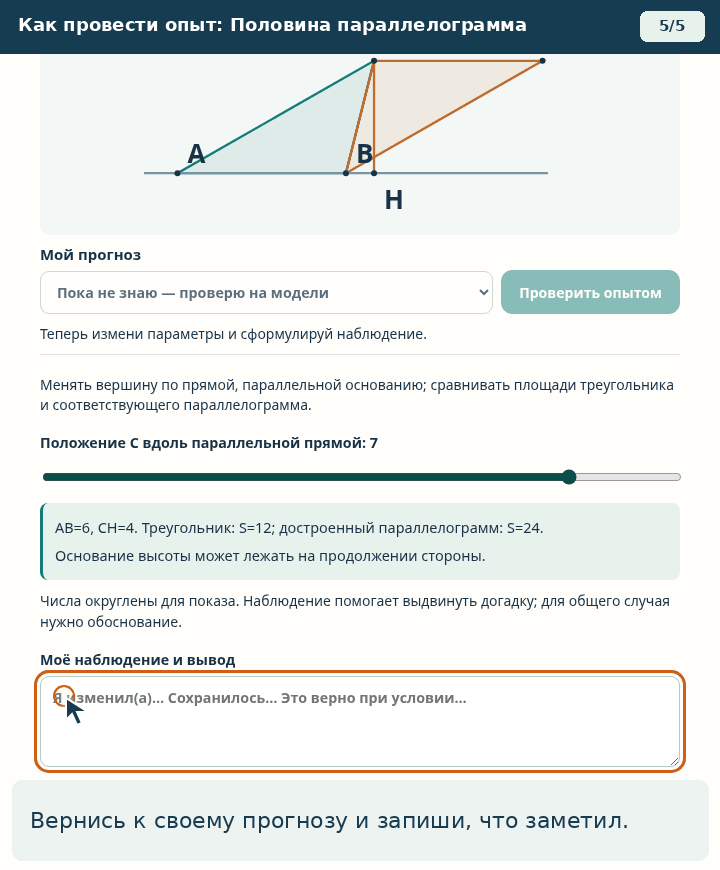 Как провести опыт: Половина параллелограмма
5/5
A
B
H
Мой прогноз
Пока не знаю — проверю на модели
Проверить опытом
Теперь измени параметры и сформулируй наблюдение.
Менять вершину по прямой, параллельной основанию; сравнивать площади треугольника
и соответствующего параллелограмма.
Положение C вдоль параллельной прямой: 7
AB=6, CH=4. Треугольник: S=12; достроенный параллелограмм: S=24.
Основание высоты может лежать на продолжении стороны.
Числа округлены для показа. Наблюдение помогает выдвинуть догадку; для общего случая
нужно обоснование.
Моё наблюдение и вывод
Я изменил(а)... Сохранилось... Это верно при условии...
Вернись к своему прогнозу и запиши, что заметил.